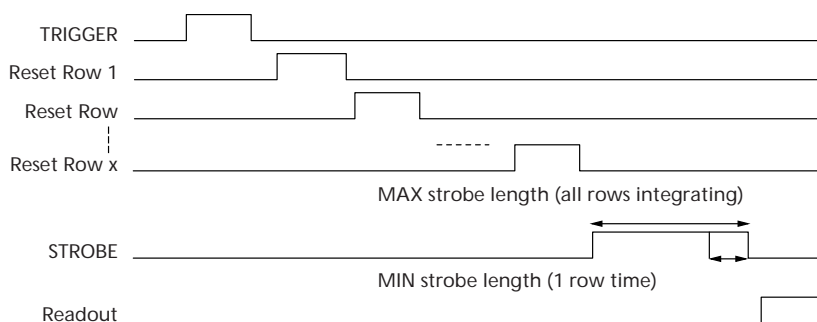 TRIGGER
Reset Row 1
Reset Row
Reset Row x
MAX strobe length (all rows integrating)
STROBE
MIN strobe length (1 row time)
Readout